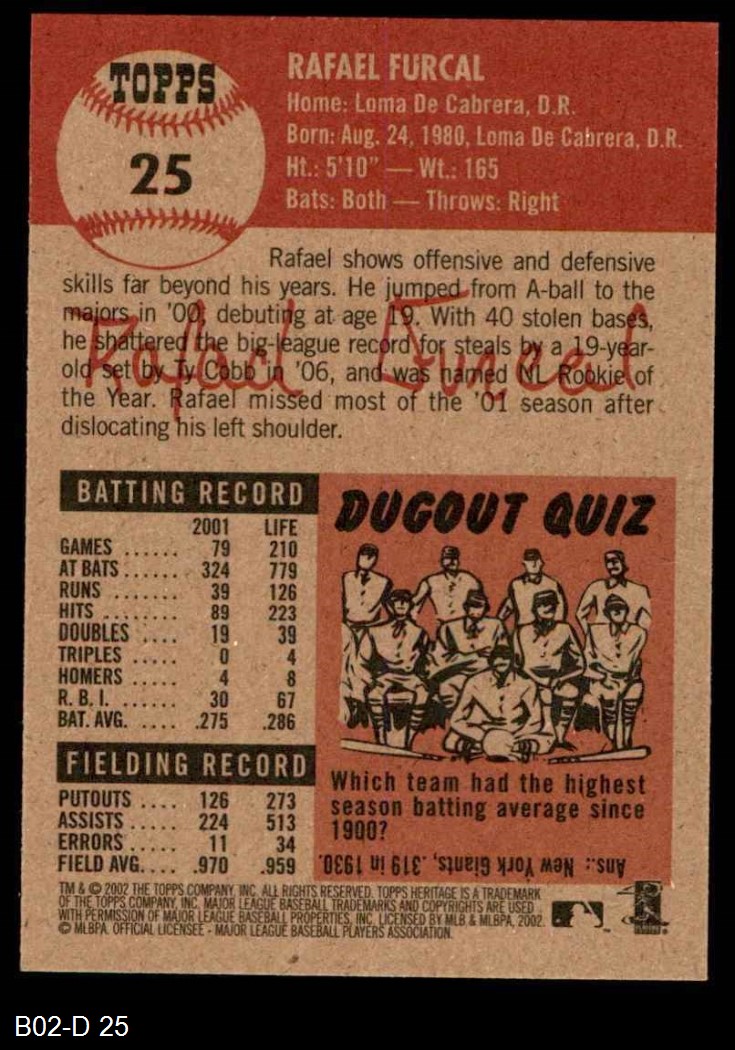 TOPPS
25
RAFAEL FURCAL
Home: Loma De Cabrera, D.R.
Born: Aug. 24, 1980, Loma De Cabrera, D.R.
Ht.: 5'10" — Wt.: 165
Bats: Both — Throws: Right
Rafael shows offensive and defensive
skills far beyond his years. He jumped from A-ball to the
majors in '00, debuting at age 19. With 40 stolen bases,
he shattered the big-league record for steals by a 19-year-
old set by Ty Cobb in '06, and was named NL Rookie of
the Year. Rafael missed most of the '01 season after
dislocating his left shoulder.
Rafael Furcal
BATTING RECORD
2001 LIFE
GAMES ...... 79 210
AT BATS ..... 324 779
RUNS ...... 39 126
HITS ........ 89 223
DOUBLES .... 19 39
TRIPLES ..... 0 4
HOMERS ..... 4 8
R.B.I. ....... 30 67
BAT. AVG. .... .275 .286
FIELDING RECORD
PUTOUTS .... 126 273
ASSISTS ..... 224 513
ERRORS ..... 11 34
FIELD AVG. ... .970 .959
DUGOUT QUIZ
Which team had the highest
season batting average since
1900?
Ans.: New York Giants, .319 in 1930.
TM & © 2002 THE TOPPS COMPANY, INC. ALL RIGHTS RESERVED. TOPPS HERITAGE IS A TRADEMARK
OF THE TOPPS COMPANY, INC. MAJOR LEAGUE BASEBALL TRADEMARKS AND COPYRIGHTS ARE USED
WITH PERMISSION OF MAJOR LEAGUE BASEBALL PROPERTIES, INC. LICENSED BY MLB & MLBPA, 2002.
© MLBPA. OFFICIAL LICENSEE - MAJOR LEAGUE BASEBALL PLAYERS ASSOCIATION.
B02-D 25